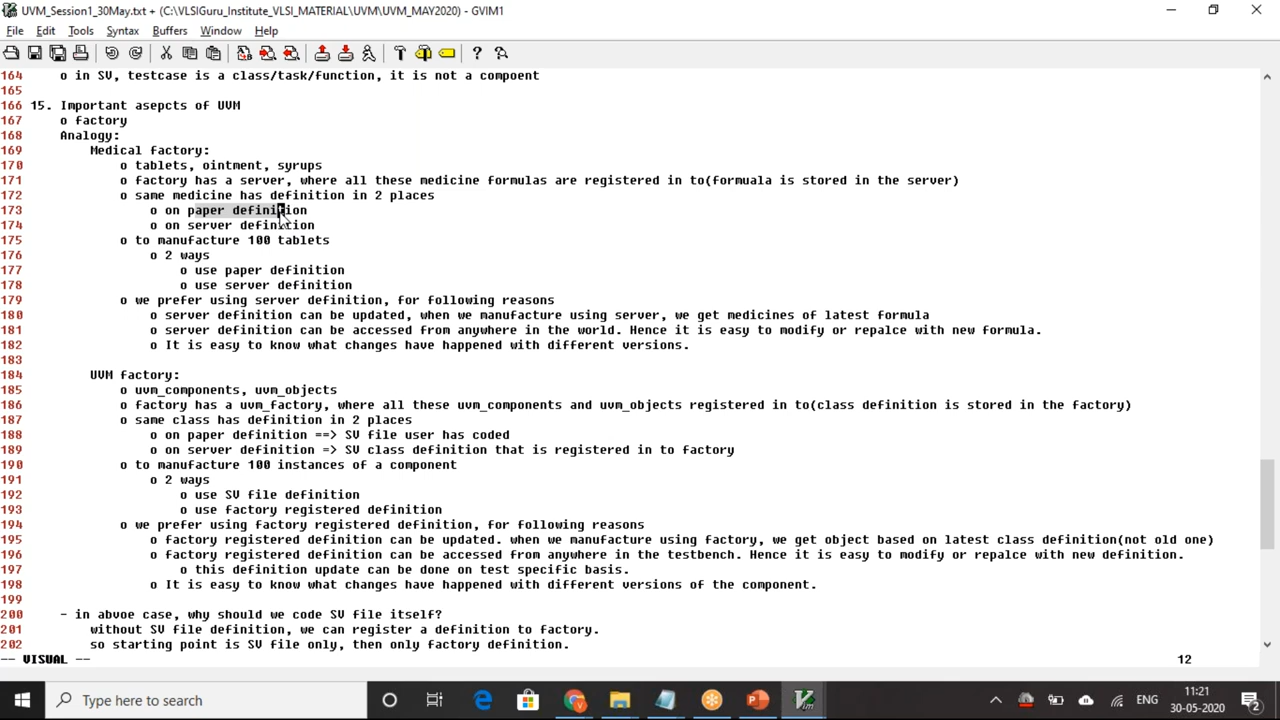 UVM_Session1_30May.txt + (C:\VLSIGuru_Institute_VLSI_MATERIAL\UVM\UVM_MAY2020) - GVIM1
File Edit Tools Syntax Buffers Window Help
164 o in SV, testcase is a class/task/function, it is not a compoent
165
166 15. Important asepcts of UVM
167 o factory
168 Analogy:
169 Medical factory:
170 o tablets, ointment, syrups
171 o factory has a server, where all these medicine formulas are registered in to(formuala is stored in the server)
172 o same medicine has definition in 2 places
173 o on paper definition
174 o on server definition
175 o to manufacture 100 tablets
176 o 2 ways
177 o use paper definition
178 o use server definition
179 o we prefer using server definition, for following reasons
180 o server definition can be updated, when we manufacture using server, we get medicines of latest formula
181 o server definition can be accessed from anywhere in the world. Hence it is easy to modify or repalce with new formula.
182 o It is easy to know what changes have happened with different versions.
183
184 UVM factory:
185 o uvm_components, uvm_objects
186 o factory has a uvm_factory, where all these uvm_components and uvm_objects registered in to(class definition is stored in the factory)
187 o same class has definition in 2 places
188 o on paper definition ==> SV file user has coded
189 o on server definition => SV class definition that is registered in to factory
190 o to manufacture 100 instances of a component
191 o 2 ways
192 o use SV file definition
193 o use factory registered definition
194 o we prefer using factory registered definition, for following reasons
195 o factory registered definition can be updated. when we manufacture using factory, we get object based on latest class definition(not old one)
196 o factory registered definition can be accessed from anywhere in the testbench. Hence it is easy to modify or repalce with new definition.
197 o this definition update can be done on test specific basis.
198 o It is easy to know what changes have happened with different versions of the component.
199
200 - in abvoe case, why should we code SV file itself?
201 without SV file definition, we can register a definition to factory.
202 so starting point is SV file only, then only factory definition.
-- VISUAL -- 12
Type here to search
ENG
11:21
30-05-2020
2